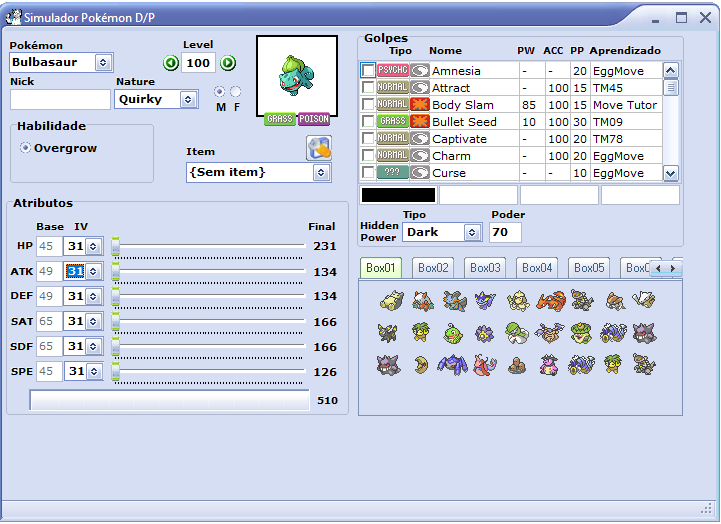 Simulador Pokémon D/P
Pokémon
Level
Bulbasaur
100
Nick
Nature
Quirky
M F
GRASS POISON
Habilidade
Overgrow
Item
{Sem item}
Atributos
Base IV Final
HP 45 31 231
ATK 49 31 134
DEF 49 31 134
SAT 65 31 166
SDF 65 31 166
SPE 45 31 126
510
Golpes
Tipo Nome PW ACC PP Aprendizado
PSYCHC Amnesia - - 20 EggMove
NORMAL Attract - 100 15 TM45
NORMAL Body Slam 85 100 15 Move Tutor
GRASS Bullet Seed 10 100 30 TM09
NORMAL Captivate - 100 20 TM78
NORMAL Charm - 100 20 EggMove
??? Curse - - 10 EggMove
Tipo Poder
Hidden Power Dark 70
Box01 Box02 Box03 Box04 Box05